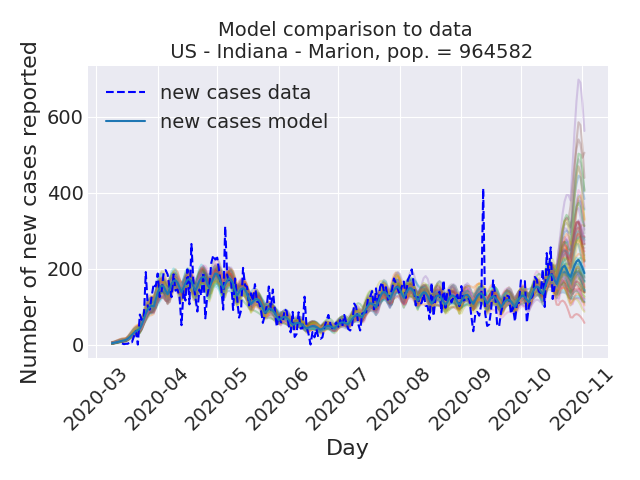 Model comparison to data
US - Indiana - Marion, pop. = 964582
Number of new cases reported
600
400
200
0
new cases data
new cases model
2020-03
2020-04
2020-05
2020-06
2020-07
2020-08
2020-09
2020-10
2020-11
Day